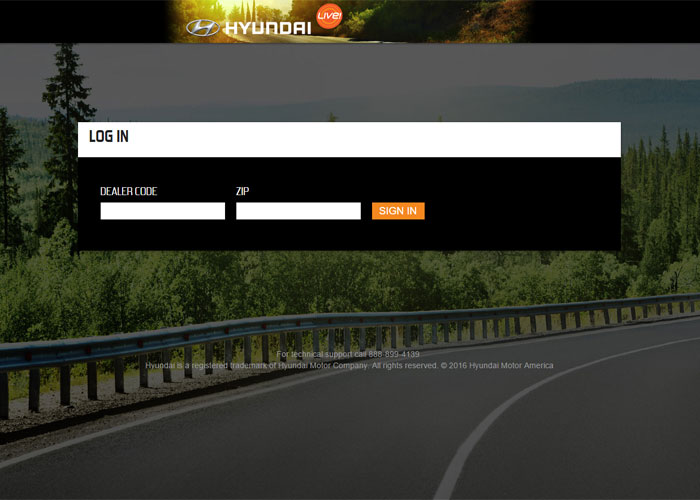 HYUNDAI LIVE!
LOG IN
DEALER CODE ZIP
SIGN IN
For technical support call 888-899-4139
Hyundai is a registered trademark of Hyundai Motor Company. All rights reserved. © 2016 Hyundai Motor America